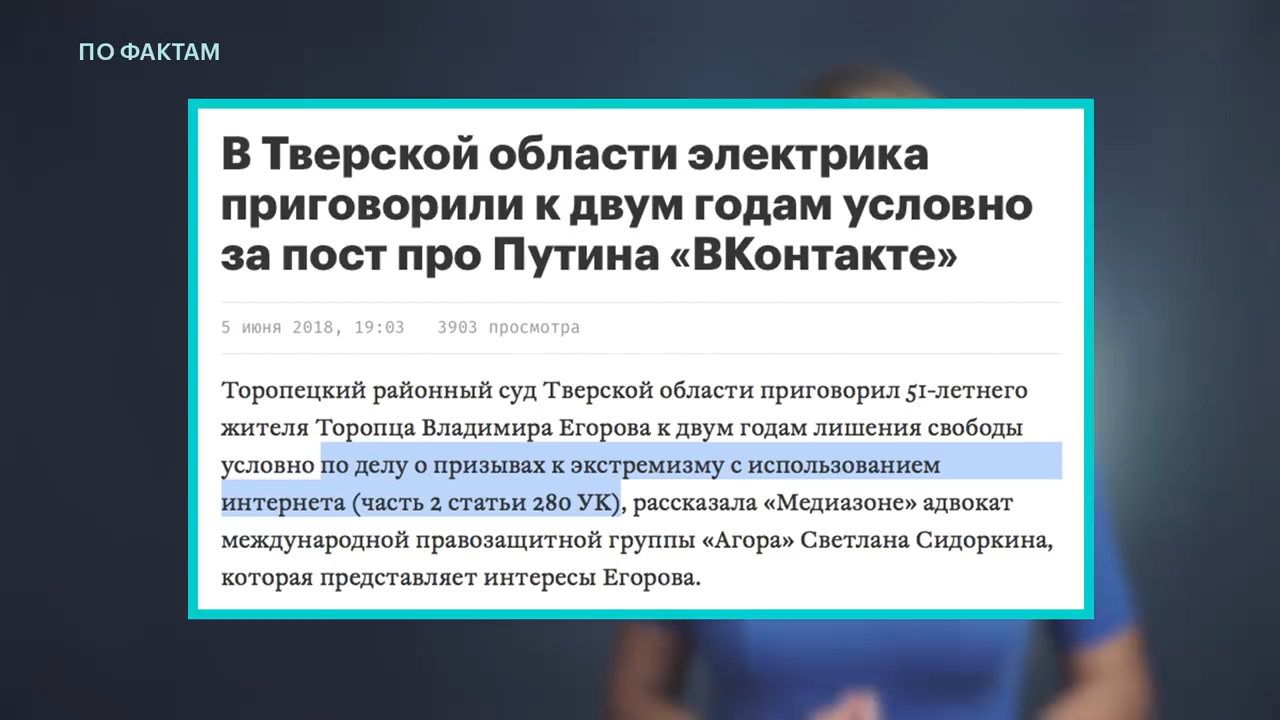 ПО ФАКТАМ
В Тверской области электрика
приговорили к двум годам условно
за пост про Путина «ВКонтакте»
5 июня 2018, 19:03 3903 просмотра
Торопецкий районный суд Тверской области приговорил 51-летнего
жителя Торопца Владимира Егорова к двум годам лишения свободы
условно по делу о призывах к экстремизму с использованием
интернета (часть 2 статьи 280 УК), рассказала «Медиазоне» адвокат
международной правозащитной группы «Агора» Светлана Сидоркина,
которая представляет интересы Егорова.